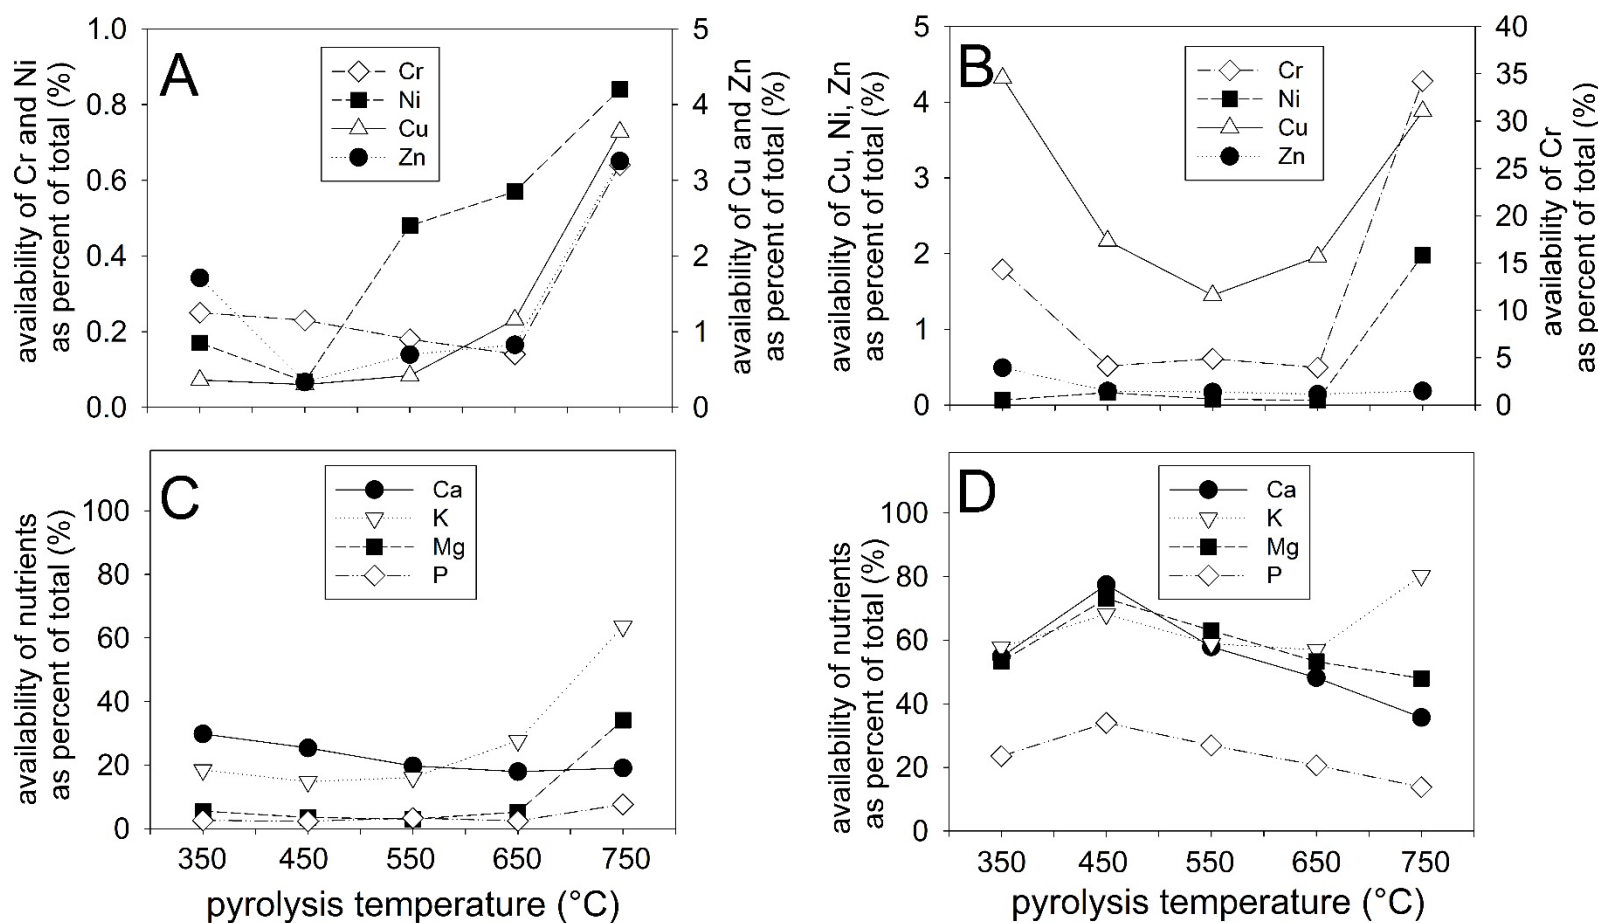 A
availability of Cr and Ni
as percent of total (%)
1.0
0.8
0.6
0.4
0.2
0.0
Cr
Ni
Cu
Zn
5
4
3
2
1
0
availability of Cu and Zn
as percent of total (%)
B
availability of Cu, Ni, Zn
as percent of total (%)
5
4
3
2
1
0
Cr
Ni
Cu
Zn
40
35
30
25
20
15
10
5
0
availability of Cr
as percent of total (%)
C
availability of nutrients
as percent of total (%)
100
80
60
40
20
0
Ca
K
Mg
P
350 450 550 650 750
pyrolysis temperature (°C)
D
availability of nutrients
as percent of total (%)
100
80
60
40
20
0
Ca
K
Mg
P
350 450 550 650 750
pyrolysis temperature (°C)